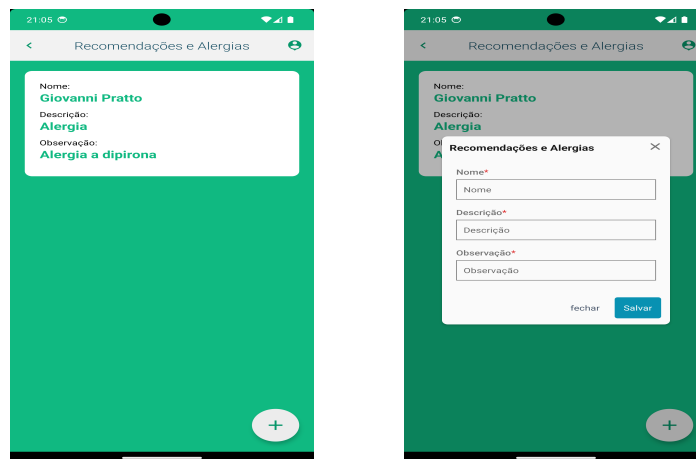 21:05
Recomendações e Alergias
Nome:
Giovanni Pratto
Descrição:
Alergia
Observação:
Alergia a dipirona
+
21:05
Recomendações e Alergias
Nome:
Giovanni Pratto
Descrição:
Alergia
Recomendações e Alergias
Nome*
Nome
Descrição*
Descrição
Observação*
Observação
fechar Salvar
+